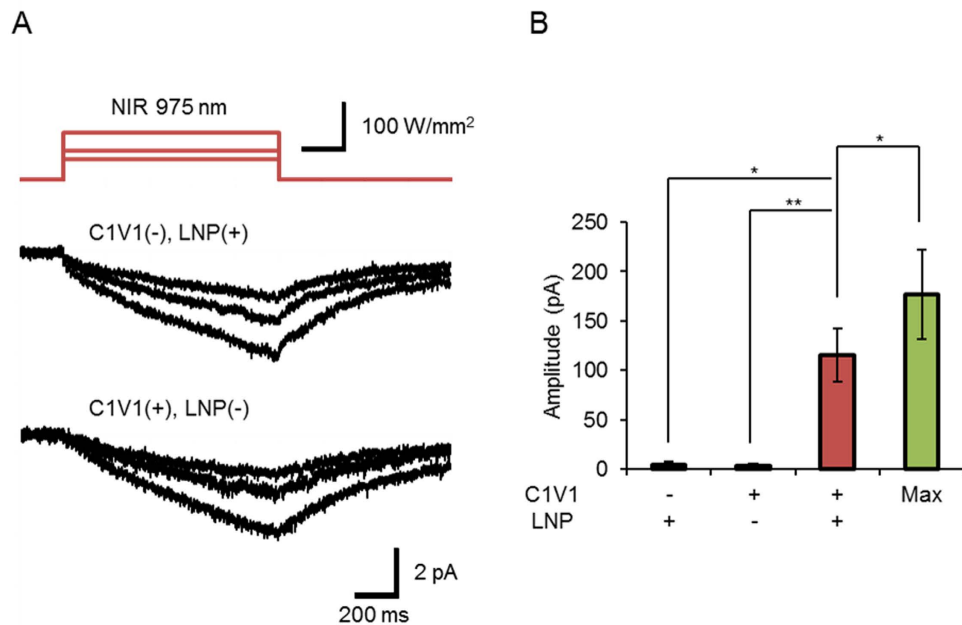 A
NIR 975 nm
100 W/mm²
C1V1(-), LNP(+)
C1V1(+), LNP(-)
2 pA
200 ms
B
*
*
**
Amplitude (pA)
250
200
150
100
50
0
C1V1 - + + Max
LNP + - +